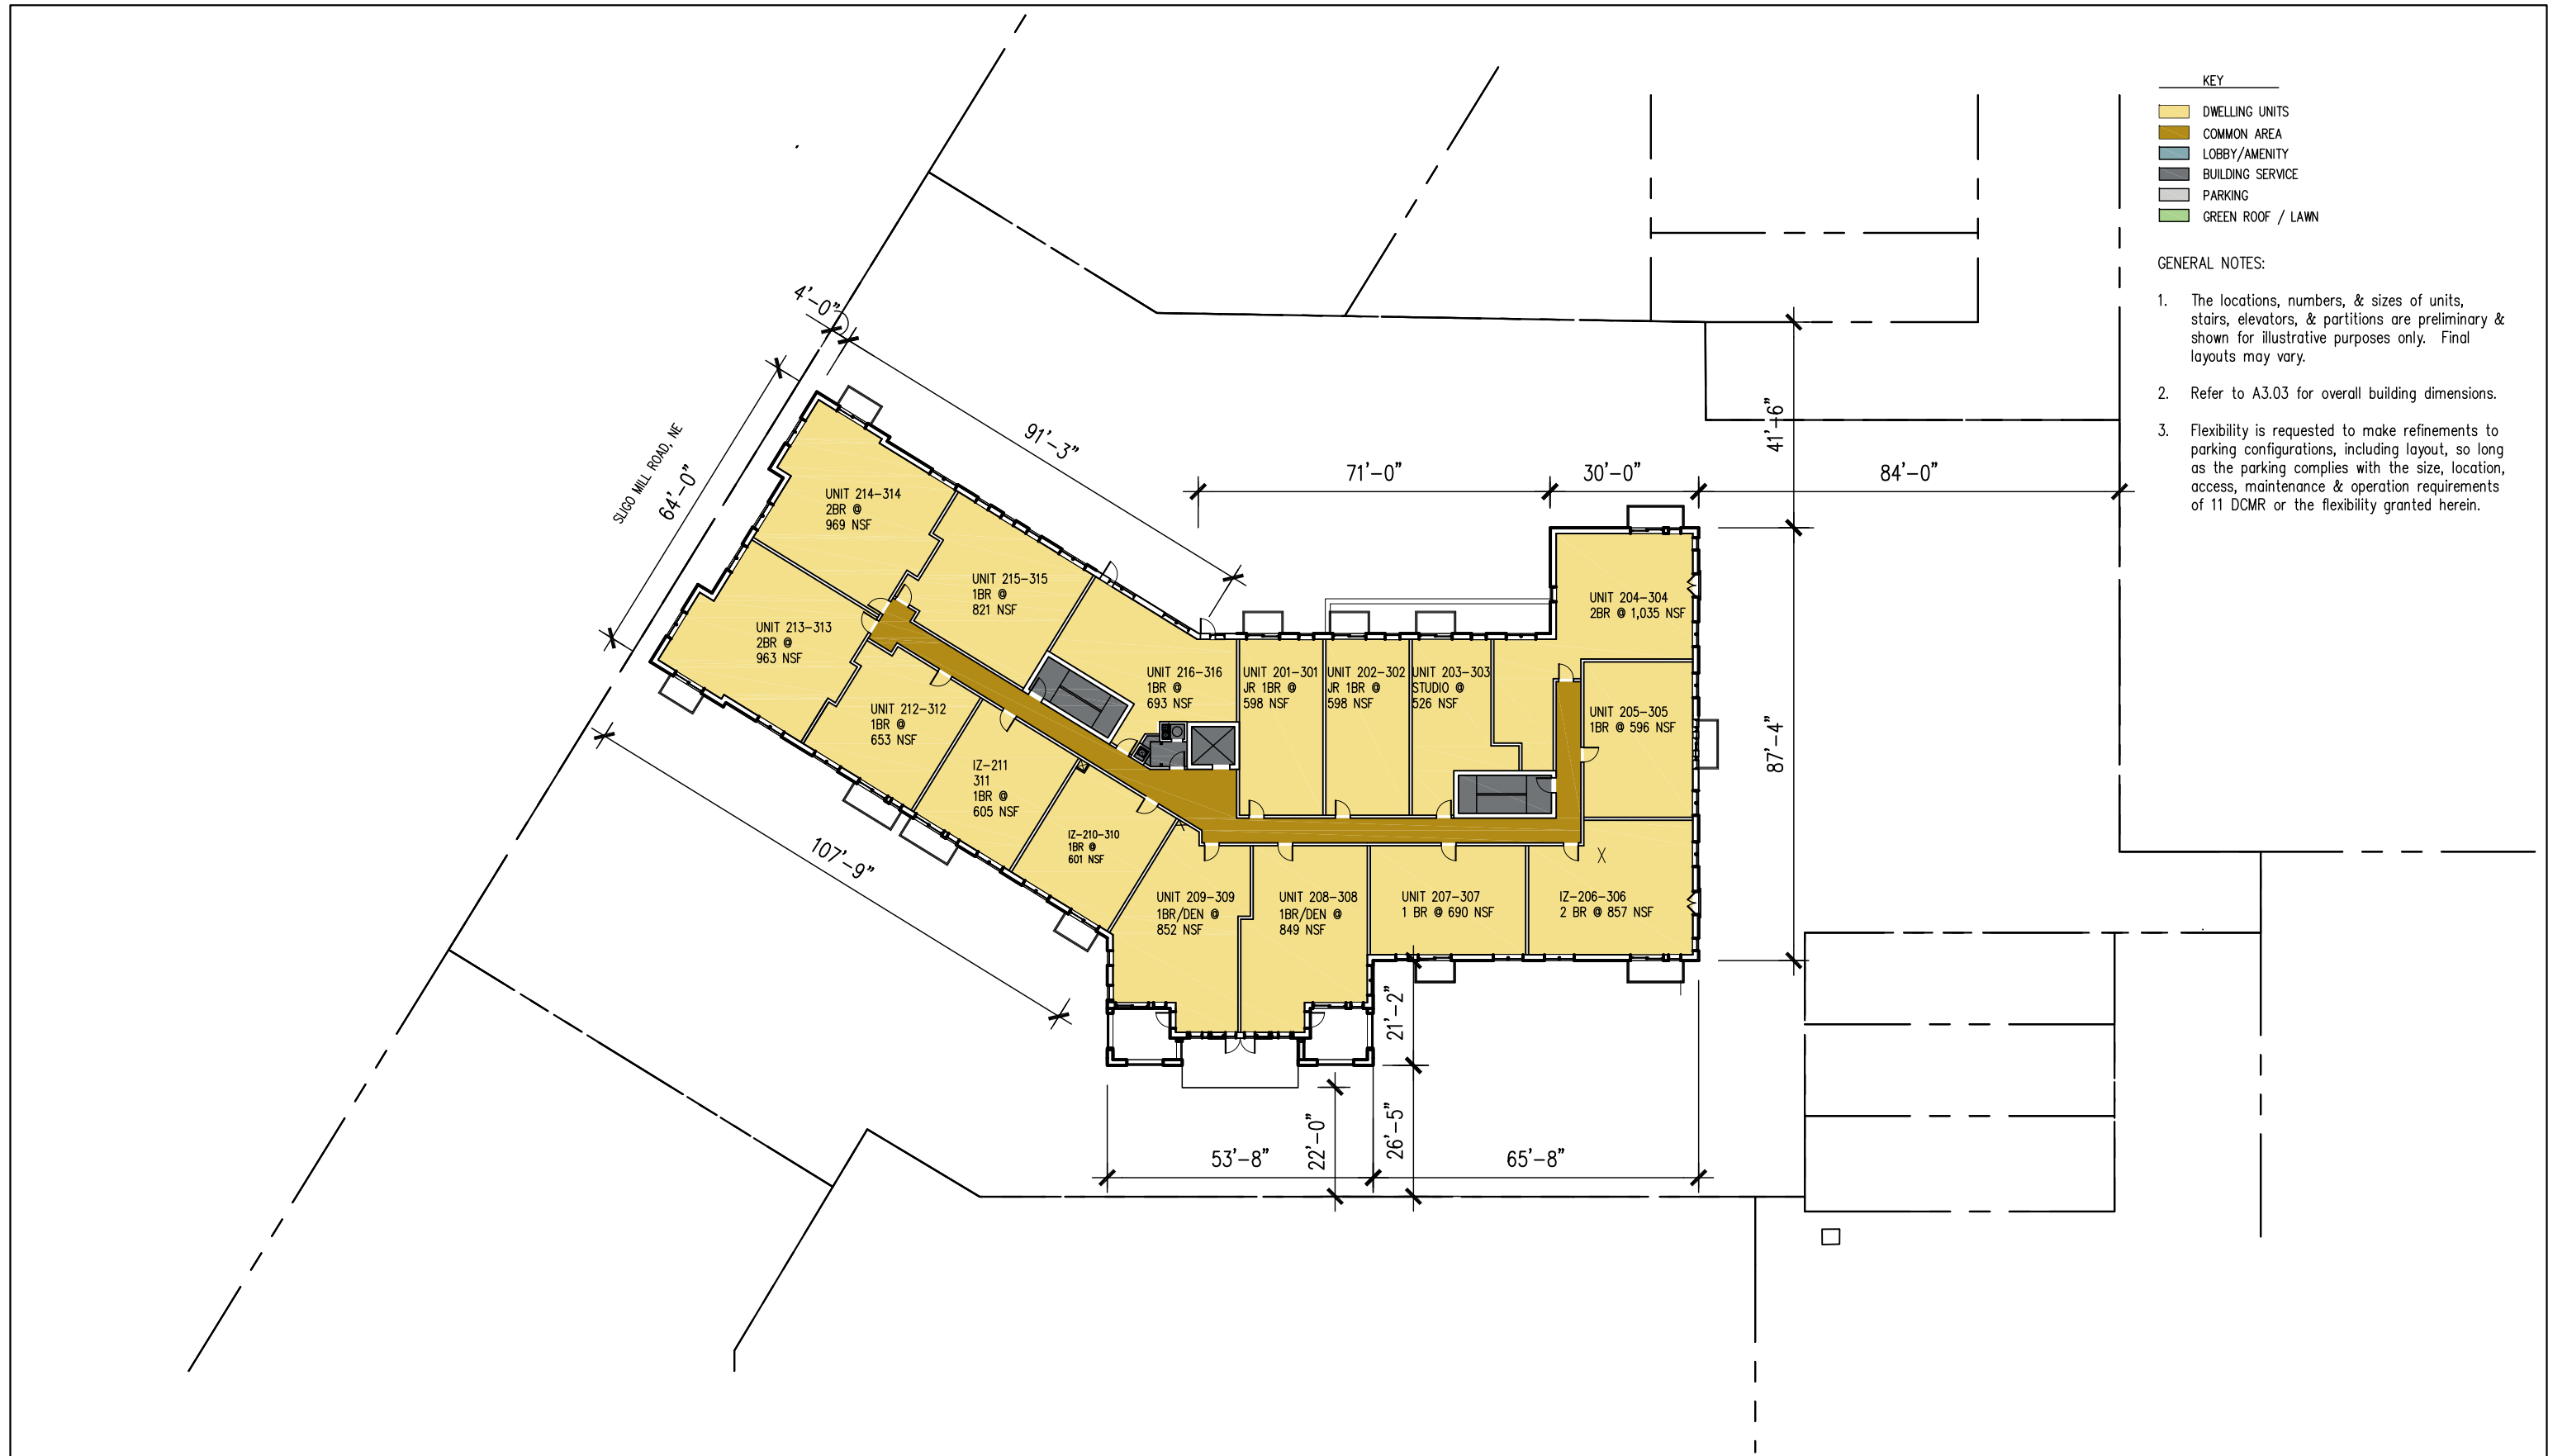 KEY
DWELLING UNITS
COMMON AREA
LOBBY/AMENITY
BUILDING SERVICE
PARKING
GREEN ROOF / LAWN
GENERAL NOTES:
1. The locations, numbers, & sizes of units,
stairs, elevators, & partitions are preliminary &
shown for illustrative purposes only. Final
layouts may vary.
2. Refer to A3.03 for overall building dimensions.
3. Flexibility is requested to make refinements to
parking configurations, including layout, so long
as the parking complies with the size, location,
access, maintenance & operation requirements
of 11 DCMR or the flexibility granted herein.
4'-0"
91'-3"
SLIGO MILL ROAD, NE
64'-0"
107'-9"
71'-0"
30'-0"
84'-0"
41'-6"
87'-4"
UNIT 214-314
2BR @
969 NSF
UNIT 215-315
1BR @
821 NSF
UNIT 213-313
2BR @
963 NSF
UNIT 216-316
1BR @
693 NSF
UNIT 201-301
JR 1BR @
598 NSF
UNIT 202-302
JR 1BR @
598 NSF
UNIT 203-303
STUDIO @
526 NSF
UNIT 204-304
2BR @ 1,035 NSF
UNIT 205-305
1BR @ 596 NSF
UNIT 212-312
1BR @
653 NSF
IZ-211
311
1BR @
605 NSF
IZ-210-310
1BR @
601 NSF
UNIT 209-309
1BR/DEN @
852 NSF
UNIT 208-308
1BR/DEN @
849 NSF
UNIT 207-307
1 BR @ 690 NSF
IZ-206-306
2 BR @ 857 NSF
21'-2"
22'-0"
26'-5"
53'-8"
65'-8"